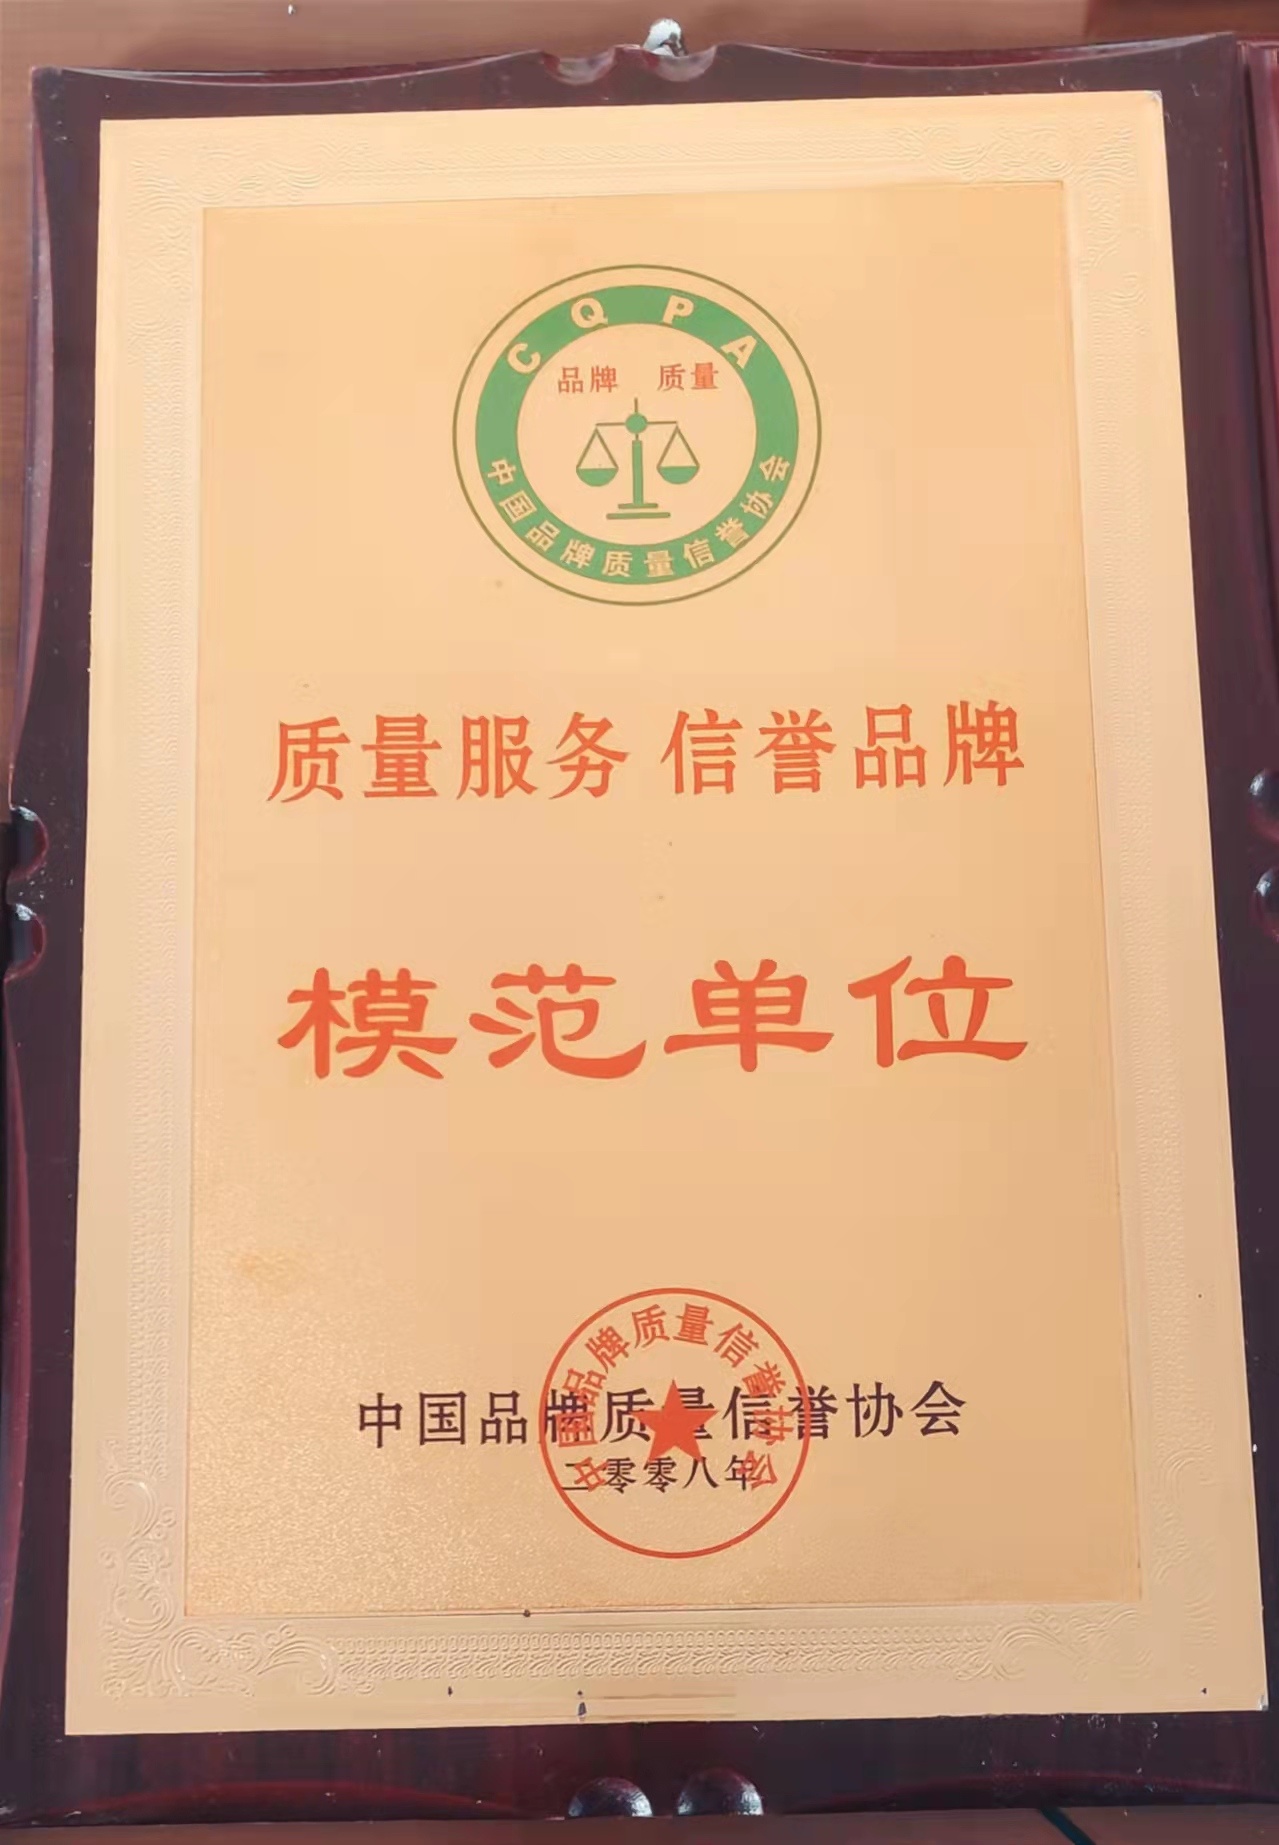 CQPA
品牌 质量
中国品牌质量信誉协会
质量服务 信誉品牌
模范单位
中国品牌质量信誉协会
中国品牌质量信誉协会
二零零八年